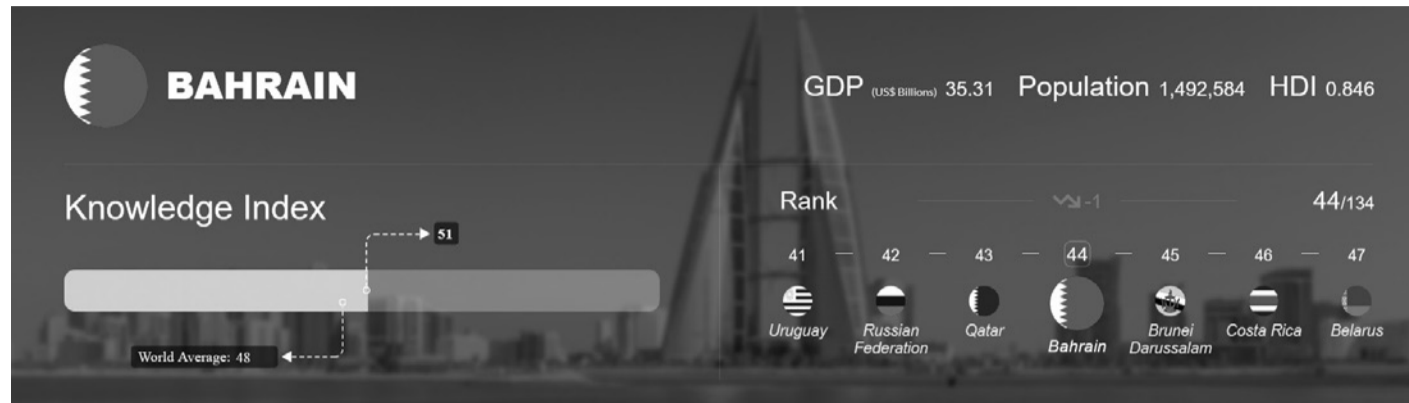 BAHRAIN
GDP (US$ Billions) 35.31 Population 1,492,584 HDI 0.846
Knowledge Index
51
World Average: 48
Rank -1 44/134
41 42 43 44 45 46 47
Uruguay Russian Federation Qatar Bahrain Brunei Darussalam Costa Rica Belarus